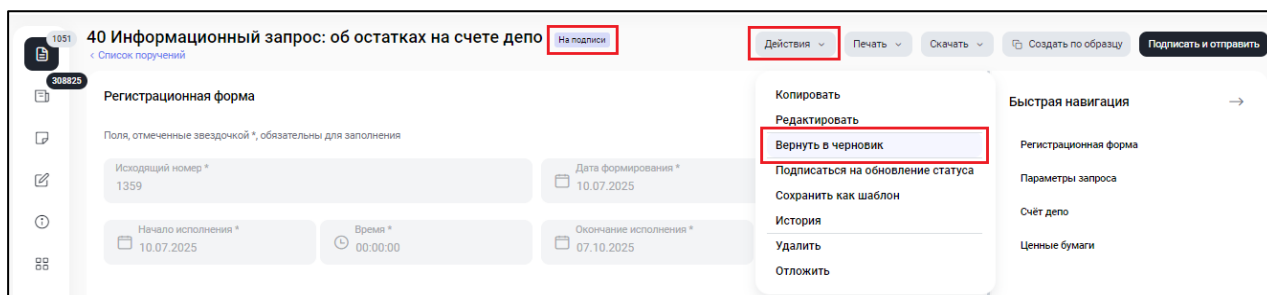 1051
40 Информационный запрос: об остатках на счете депо
На подписи
Действия
Печать
Скачать
Создать по образцу
Подписать и отправить
< Список поручений
308825
Регистрационная форма
Поля, отмеченные звездочкой *, обязательны для заполнения
Исходящий номер *
1359
Дата формирования *
10.07.2025
Начало исполнения *
10.07.2025
Время *
00:00:00
Окончание исполнения *
07.10.2025
Копировать
Редактировать
Вернуть в черновик
Подписаться на обновление статуса
Сохранить как шаблон
История
Удалить
Отложить
Быстрая навигация
Регистрационная форма
Параметры запроса
Счёт депо
Ценные бумаги